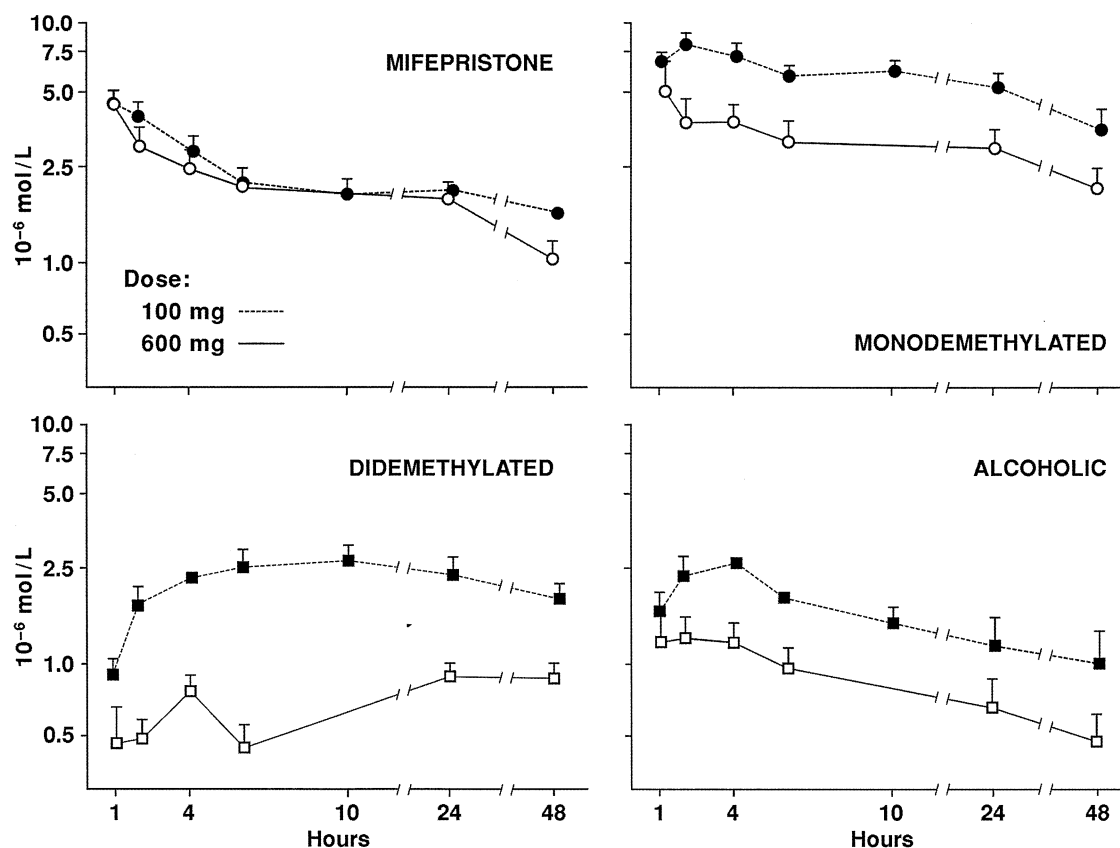 10.0
7.5
5.0
2.5
1.0
0.5
10⁻⁶ mol/L
MIFEPRISTONE
Dose:
100 mg
600 mg
MONODEMETHYLATED
10.0
7.5
5.0
2.5
1.0
0.5
10⁻⁶ mol/L
DIDEMETHYLATED
1 4 10 24 48
Hours
ALCOHOLIC
1 4 10 24 48
Hours